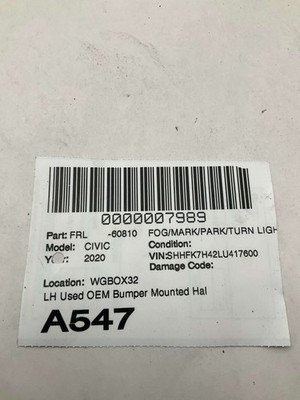 0000007989
Part: FRL -60810 FOG/MARK/PARK/TURN LIGH
Model: CIVIC Condition:
Year: 2020 VIN:SHHFK7H42LU417600
Damage Code:
Location: WGBOX32
LH Used OEM Bumper Mounted Hal
A547